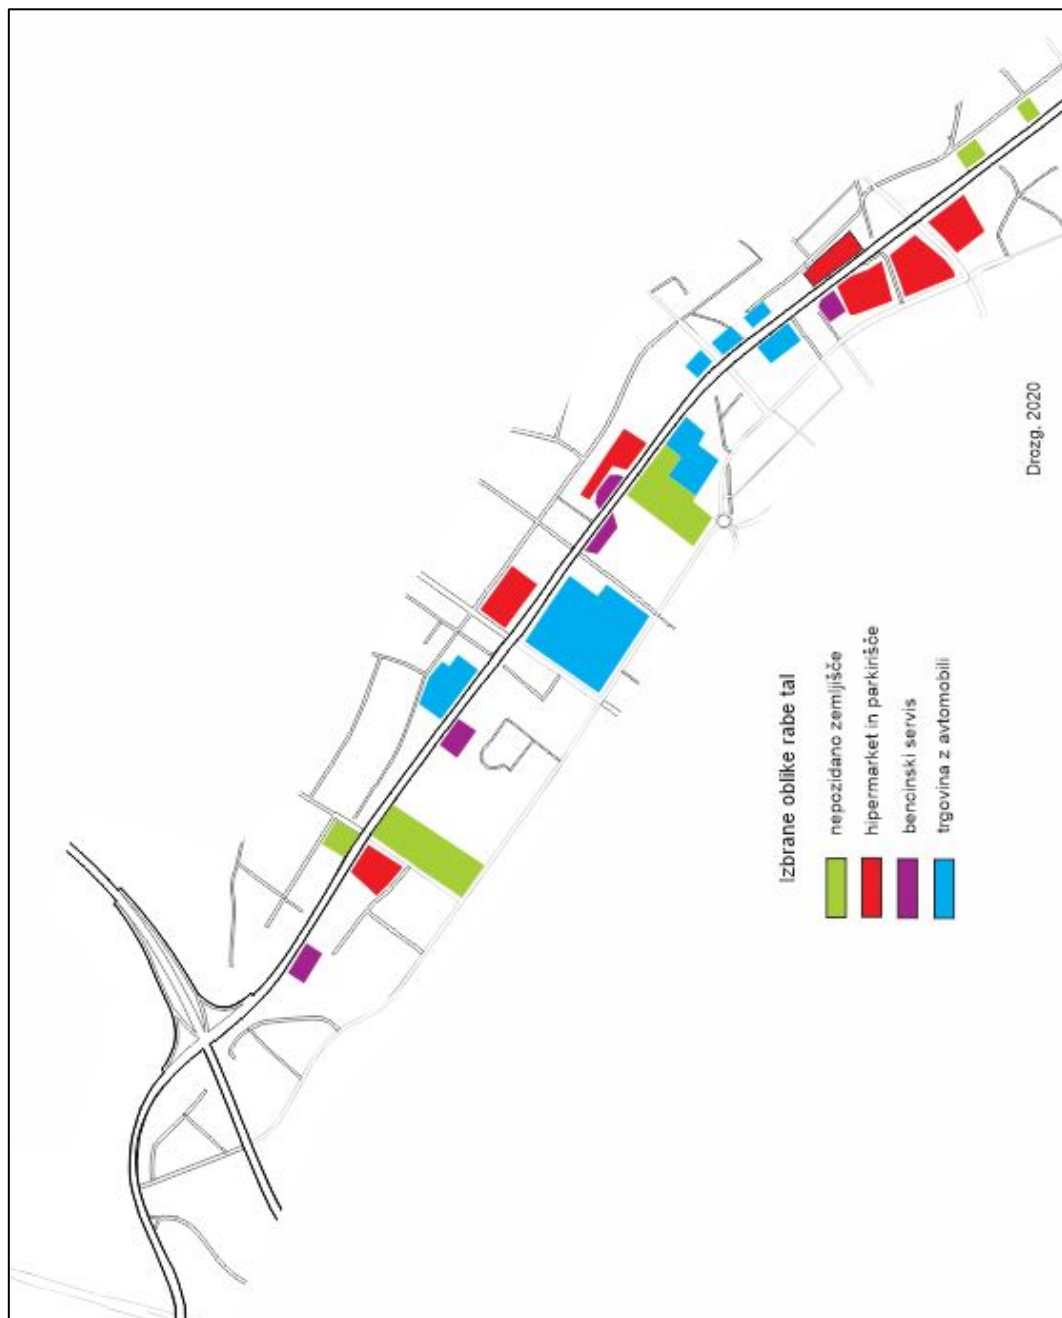 Izbrane oblike rabe tal
nepozidano zemljišče
hipermarket in parkirišče
bencinski servis
trgovina z avtomobili
Drozg, 2020